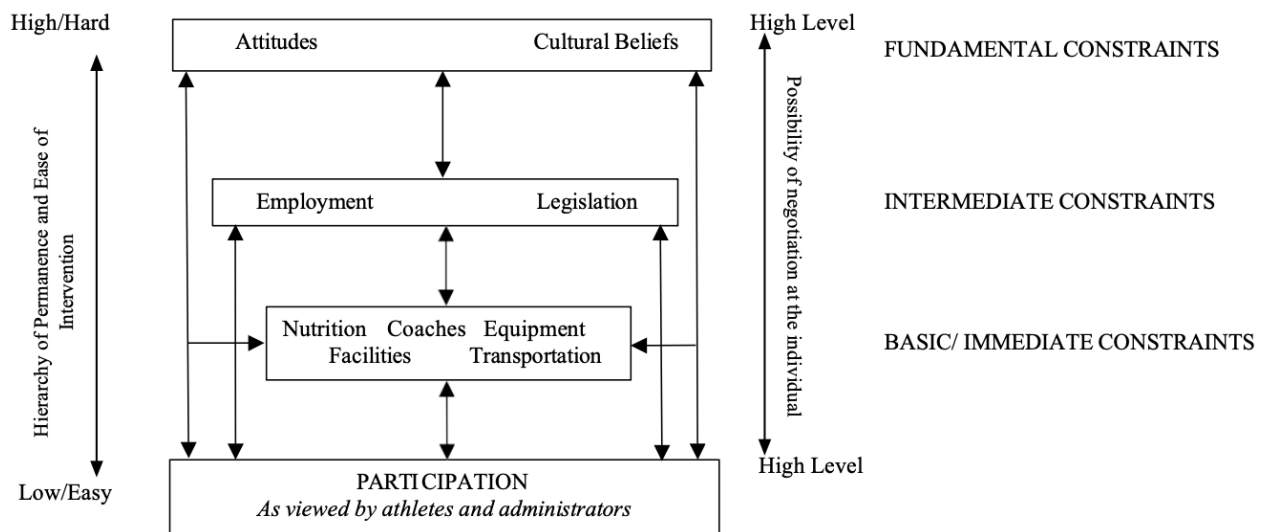 High/Hard
Attitudes Cultural Beliefs
High Level
FUNDAMENTAL CONSTRAINTS
Hierarchy of Permanence and Ease of
Intervention
Possibility of negotiation at the individual
Employment Legislation
INTERMEDIATE CONSTRAINTS
Nutrition Coaches Equipment
Facilities Transportation
BASIC/ IMMEDIATE CONSTRAINTS
Low/Easy
PARTICIPATION
As viewed by athletes and administrators
High Level